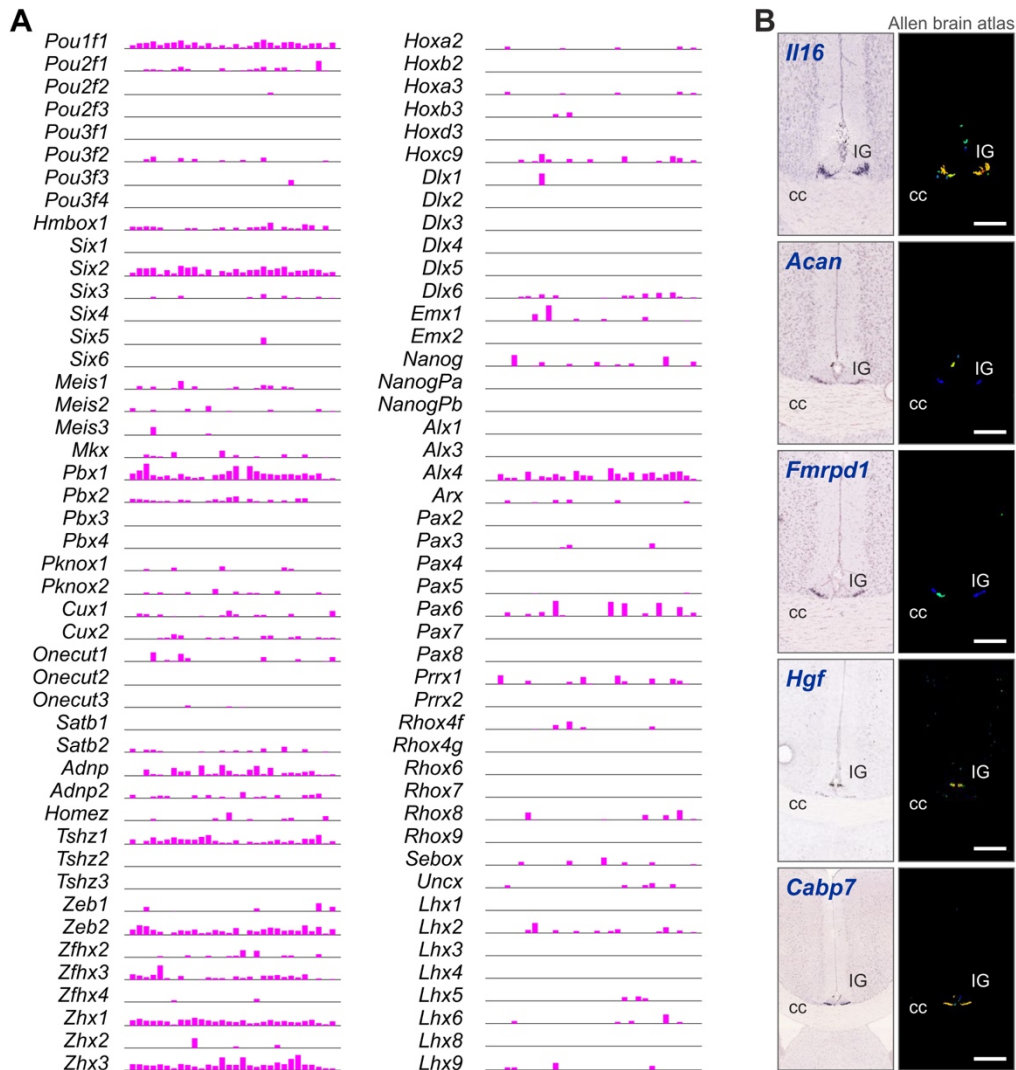 A
Pou1f1
Pou2f1
Pou2f2
Pou2f3
Pou3f1
Pou3f2
Pou3f3
Pou3f4
Hmbox1
Six1
Six2
Six3
Six4
Six5
Six6
Meis1
Meis2
Meis3
Mkx
Pbx1
Pbx2
Pbx3
Pbx4
Pknox1
Pknox2
Cux1
Cux2
Onecut1
Onecut2
Onecut3
Satb1
Satb2
Adnp
Adnp2
Homez
Tshz1
Tshz2
Tshz3
Zeb1
Zeb2
Zfhx2
Zfhx3
Zfhx4
Zhx1
Zhx2
Zhx3
Hoxa2
Hoxb2
Hoxa3
Hoxb3
Hoxd3
Hoxc9
Dlx1
Dlx2
Dlx3
Dlx4
Dlx5
Dlx6
Emx1
Emx2
Nanog
NanogPa
NanogPb
Alx1
Alx3
Alx4
Arx
Pax2
Pax3
Pax4
Pax5
Pax6
Pax7
Pax8
Prrx1
Prrx2
Rhox4f
Rhox4g
Rhox6
Rhox7
Rhox8
Rhox9
Sebox
Uncx
Lhx1
Lhx2
Lhx3
Lhx4
Lhx5
Lhx6
Lhx8
Lhx9
B
Allen brain atlas
Il16
IG IG
cc cc
Acan
IG IG
cc cc
Fmrpd1
IG IG
cc cc
Hgf
IG IG
cc cc
Cabp7
IG IG
cc cc